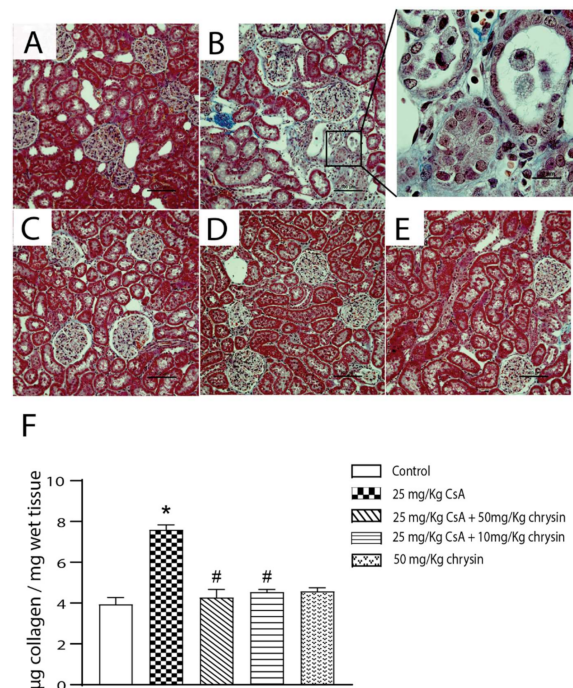 A
B
C
D
E
F
10
8
6
4
2
0
µg collagen / mg wet tissue
*
#
#
Control
25 mg/Kg CsA
25 mg/Kg CsA + 50mg/Kg chrysin
25 mg/Kg CsA + 10mg/Kg chrysin
50 mg/Kg chrysin